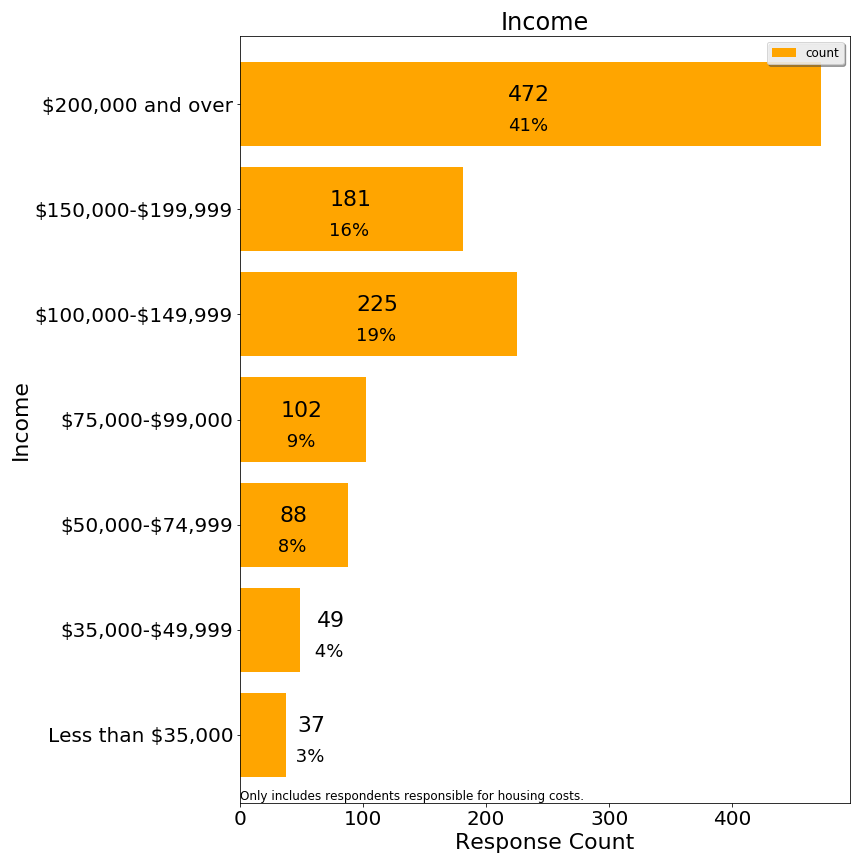 Income
count
$200,000 and over
472
41%
$150,000-$199,999
181
16%
$100,000-$149,999
225
19%
$75,000-$99,000
102
9%
$50,000-$74,999
88
8%
$35,000-$49,999
49
4%
Less than $35,000
37
3%
Income
Only includes respondents responsible for housing costs.
0 100 200 300 400
Response Count